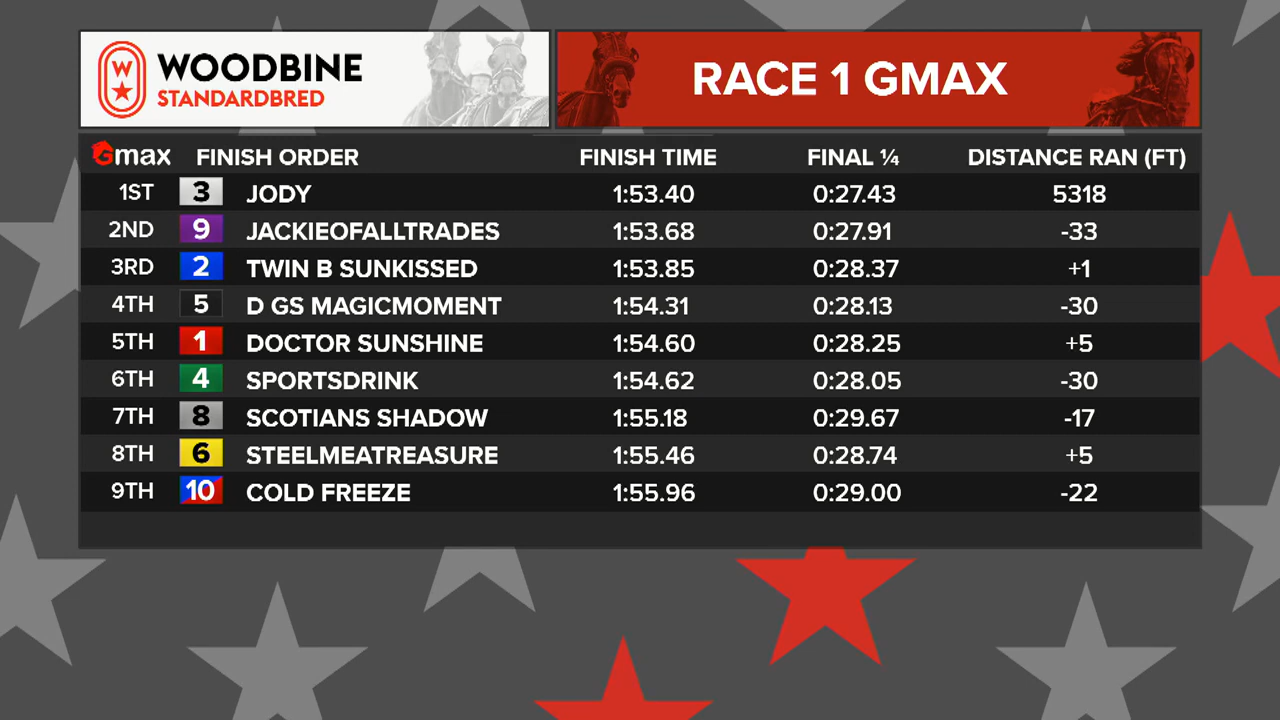 W
WOODBINE
STANDARDBRED
RACE 1 GMAX
Gmax FINISH ORDER FINISH TIME FINAL ¼ DISTANCE RAN (FT)
1ST 3 JODY 1:53.40 0:27.43 5318
2ND 9 JACKIEOFALLTRADES 1:53.68 0:27.91 -33
3RD 2 TWIN B SUNKISSED 1:53.85 0:28.37 +1
4TH 5 D GS MAGICMOMENT 1:54.31 0:28.13 -30
5TH 1 DOCTOR SUNSHINE 1:54.60 0:28.25 +5
6TH 4 SPORTSDRINK 1:54.62 0:28.05 -30
7TH 8 SCOTIANS SHADOW 1:55.18 0:29.67 -17
8TH 6 STEELMEATREASURE 1:55.46 0:28.74 +5
9TH 10 COLD FREEZE 1:55.96 0:29.00 -22